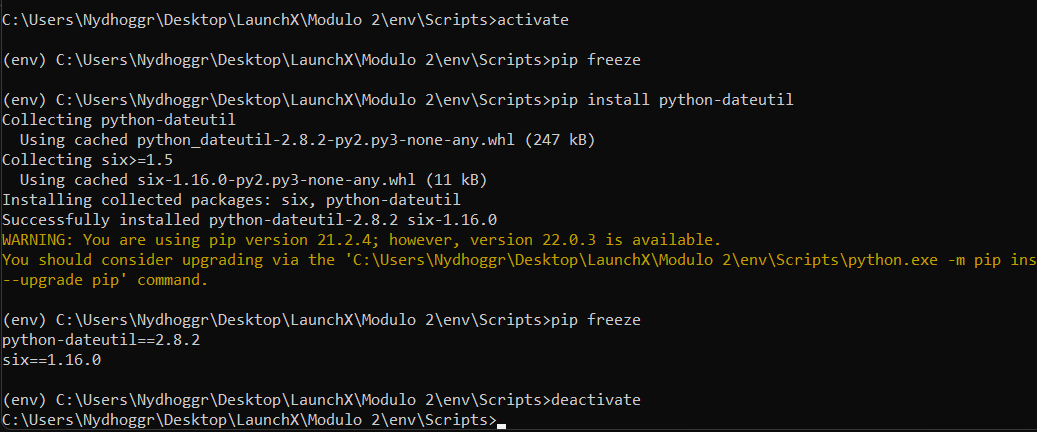 C:\Users\Nydhoggr\Desktop\LaunchX\Modulo 2\env\Scripts>activate
(env) C:\Users\Nydhoggr\Desktop\LaunchX\Modulo 2\env\Scripts>pip freeze
(env) C:\Users\Nydhoggr\Desktop\LaunchX\Modulo 2\env\Scripts>pip install python-dateutil
Collecting python-dateutil
  Using cached python_dateutil-2.8.2-py2.py3-none-any.whl (247 kB)
Collecting six>=1.5
  Using cached six-1.16.0-py2.py3-none-any.whl (11 kB)
Installing collected packages: six, python-dateutil
Successfully installed python-dateutil-2.8.2 six-1.16.0
WARNING: You are using pip version 21.2.4; however, version 22.0.3 is available.
You should consider upgrading via the 'C:\Users\Nydhoggr\Desktop\LaunchX\Modulo 2\env\Scripts\python.exe -m pip ins
--upgrade pip' command.
(env) C:\Users\Nydhoggr\Desktop\LaunchX\Modulo 2\env\Scripts>pip freeze
python-dateutil==2.8.2
six==1.16.0
(env) C:\Users\Nydhoggr\Desktop\LaunchX\Modulo 2\env\Scripts>deactivate
C:\Users\Nydhoggr\Desktop\LaunchX\Modulo 2\env\Scripts>